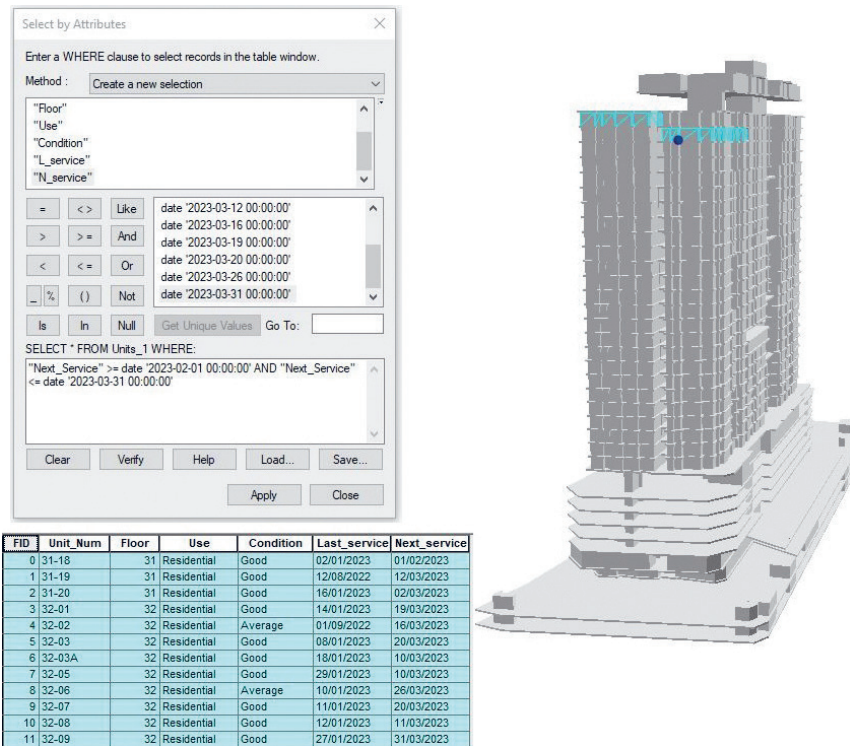 Select by Attributes
Enter a WHERE clause to select records in the table window.
Method : Create a new selection
"Floor"
"Use"
"Condition"
"L_service"
"N_service"
= < > Like
> > = And
< < = Or
_ % () Not
Is In Null
date '2023-03-12 00:00:00'
date '2023-03-16 00:00:00'
date '2023-03-19 00:00:00'
date '2023-03-20 00:00:00'
date '2023-03-26 00:00:00'
date '2023-03-31 00:00:00'
Get Unique Values Go To:
SELECT * FROM Units_1 WHERE:
"Next_Service" >= date '2023-02-01 00:00:00' AND "Next_Service"
<= date '2023-03-31 00:00:00'
Clear Verify Help Load... Save...
Apply Close
FID Unit_Num Floor Use Condition Last_service Next_service
0 31-18 31 Residential Good 02/01/2023 01/02/2023
1 31-19 31 Residential Good 12/08/2022 12/03/2023
2 31-20 31 Residential Good 16/01/2023 02/03/2023
3 32-01 32 Residential Good 14/01/2023 19/03/2023
4 32-02 32 Residential Average 01/09/2022 16/03/2023
5 32-03 32 Residential Good 08/01/2023 20/03/2023
6 32-03A 32 Residential Good 18/01/2023 10/03/2023
7 32-05 32 Residential Good 29/01/2023 10/03/2023
8 32-06 32 Residential Average 10/01/2023 26/03/2023
9 32-07 32 Residential Good 11/01/2023 20/03/2023
10 32-08 32 Residential Good 12/01/2023 11/03/2023
11 32-09 32 Residential Good 27/01/2023 31/03/2023